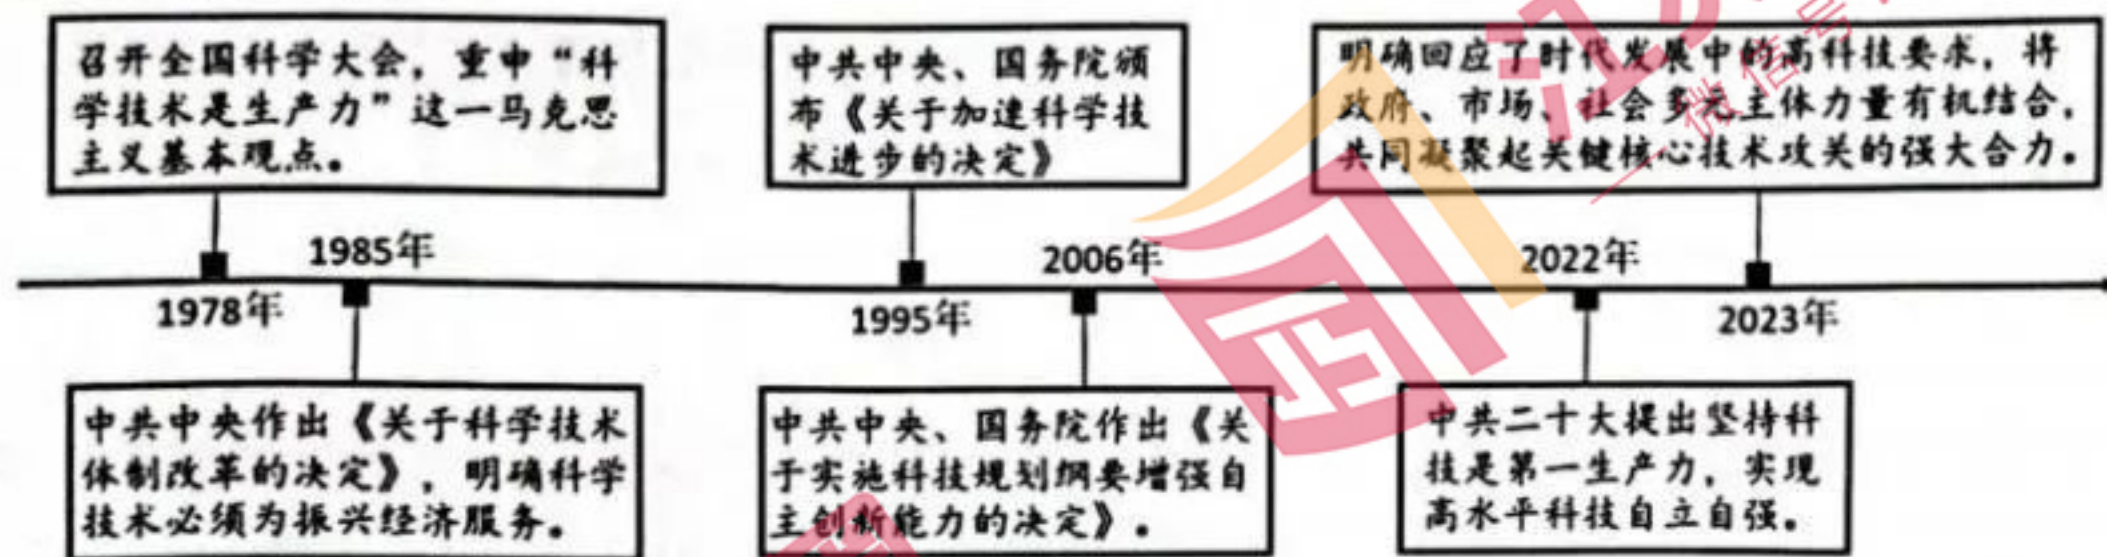 召开全国科学大会，重申“科
学技术是生产力”这一马克思
主义基本观点。
中共中央、国务院颁
布《关于加速科学技
术进步的决定》
明确回应了时代发展中的高科技要求，将
政府、市场、社会多元主体力量有机结合，
共同凝聚起关键核心技术攻关的强大合力。
微信号
1985年
2006年
2022年
1978年
1995年
2023年
中共中央作出《关于科学技术
体制改革的决定》，明确科学
技术必须为振兴经济服务。
中共中央、国务院作出《关
于实施科技规划纲要增强自
主创新能力的决定》。
中共二十大提出坚持科
技是第一生产力，实现
高水平科技自立自强。